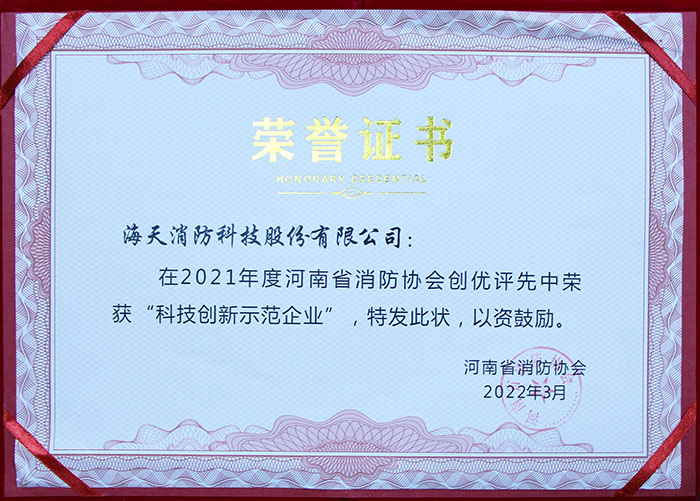 荣誉证书
HONORARY CREDENTIAL
海天消防科技股份有限公司：
在2021年度河南省消防协会创优评先中荣
获“科技创新示范企业”，特发此状，以资鼓励。
河南省消防协会
2022年3月